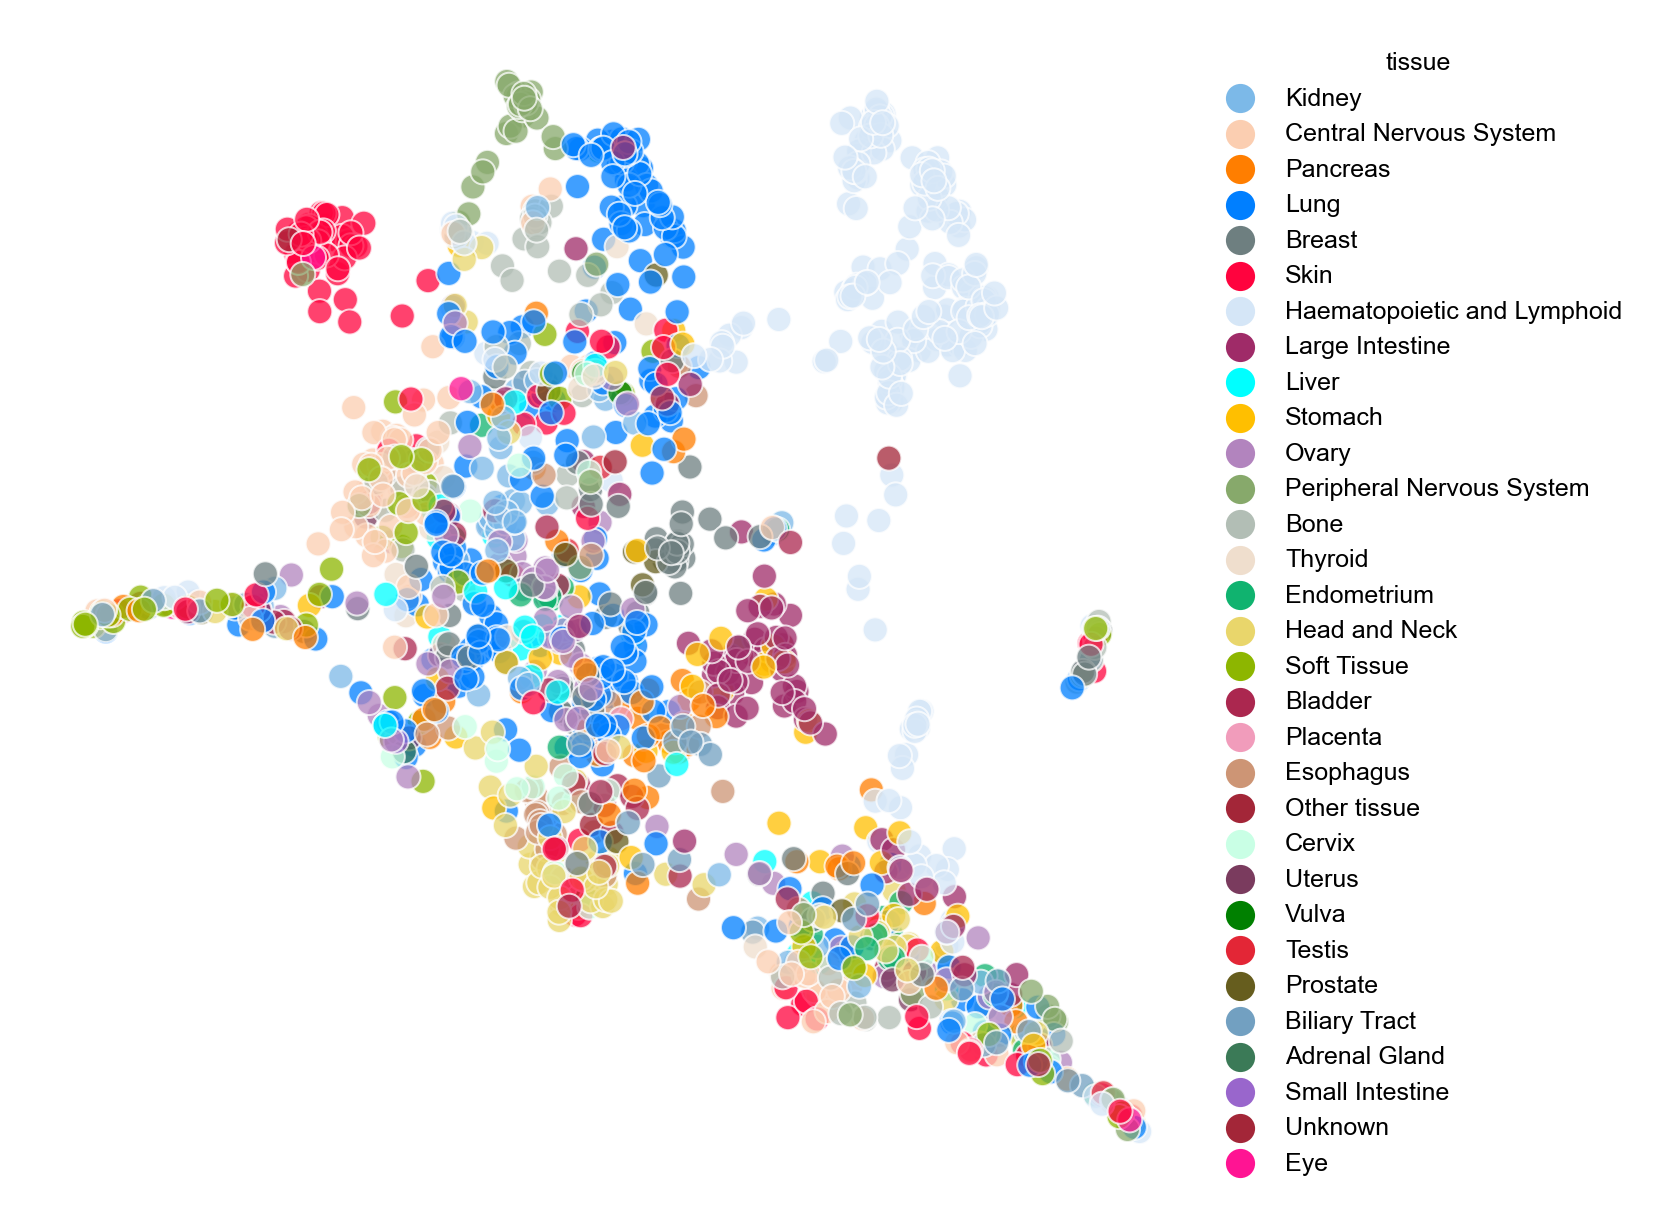 tissue
Kidney
Central Nervous System
Pancreas
Lung
Breast
Skin
Haematopoietic and Lymphoid
Large Intestine
Liver
Stomach
Ovary
Peripheral Nervous System
Bone
Thyroid
Endometrium
Head and Neck
Soft Tissue
Bladder
Placenta
Esophagus
Other tissue
Cervix
Uterus
Vulva
Testis
Prostate
Biliary Tract
Adrenal Gland
Small Intestine
Unknown
Eye